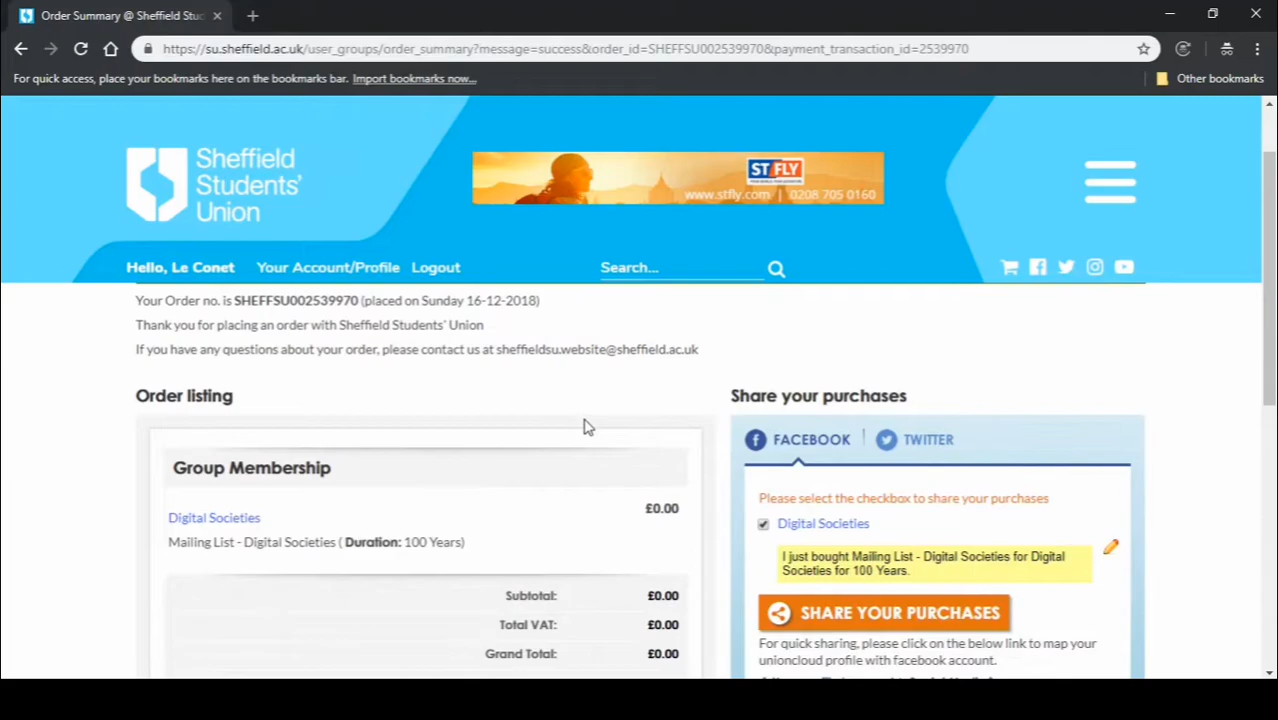 Order Summary @ Sheffield Stud
https://su.sheffield.ac.uk/user_groups/order_summary?message=success&order_id=SHEFFSU002539970&payment_transaction_id=2539970
For quick access, place your bookmarks here on the bookmarks bar. Import bookmarks now...
Other bookmarks
Sheffield
Students'
Union
ST FLY
www.stfly.com | 0208 705 0160
Hello, Le Conet Your Account/Profile Logout
Search...
Your Order no. is SHEFFSU002539970 (placed on Sunday 16-12-2018)
Thank you for placing an order with Sheffield Students' Union
If you have any questions about your order, please contact us at sheffieldsu.website@sheffield.ac.uk
Order listing
Group Membership
Digital Societies £0.00
Mailing List - Digital Societies ( Duration: 100 Years)
Subtotal: £0.00
Total VAT: £0.00
Grand Total: £0.00
Share your purchases
FACEBOOK TWITTER
Please select the checkbox to share your purchases
Digital Societies
I just bought Mailing List - Digital Societies for Digital
Societies for 100 Years.
SHARE YOUR PURCHASES
For quick sharing, please click on the below link to map your
unioncloud profile with facebook account.